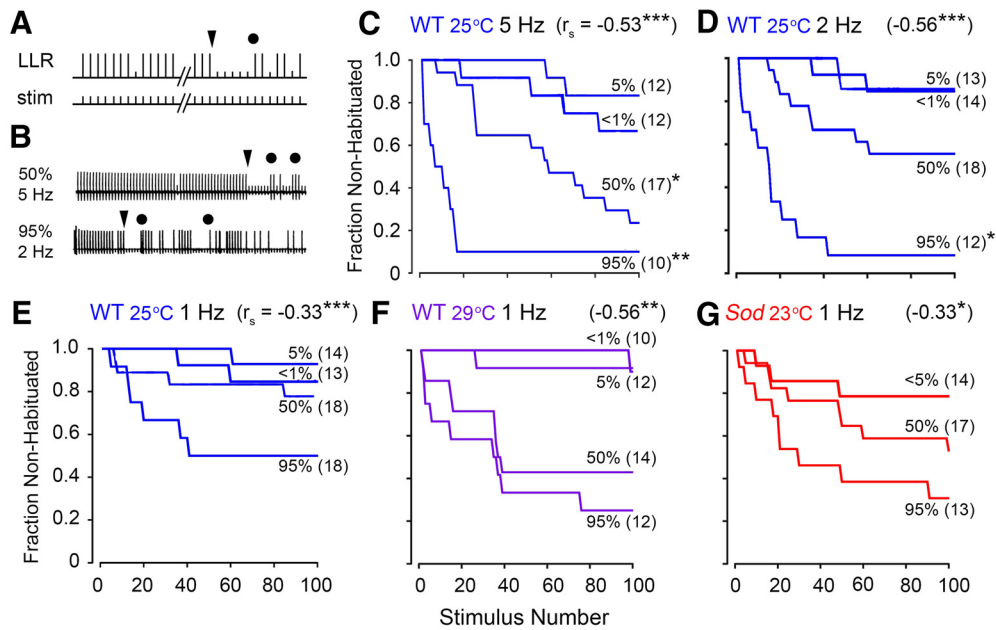 A
LLR
stim
B
50%
5 Hz
95%
2 Hz
C WT 25°C 5 Hz (rs = -0.53***)
Fraction Non-Habituated
1.0
0.8
0.6
0.4
0.2
0
5% (12)
<1% (12)
50% (17)*
95% (10)**
D WT 25°C 2 Hz (-0.56***)
5% (13)
<1% (14)
50% (18)
95% (12)*
E WT 25°C 1 Hz (rs = -0.33***)
Fraction Non-Habituated
1.0
0.8
0.6
0.4
0.2
0
5% (14)
<1% (13)
50% (18)
95% (18)
0 20 40 60 80 100
F WT 29°C 1 Hz (-0.56**)
<1% (10)
5% (12)
50% (14)
95% (12)
0 20 40 60 80 100
G Sod 23°C 1 Hz (-0.33*)
<5% (14)
50% (17)
95% (13)
0 20 40 60 80 100
Stimulus Number